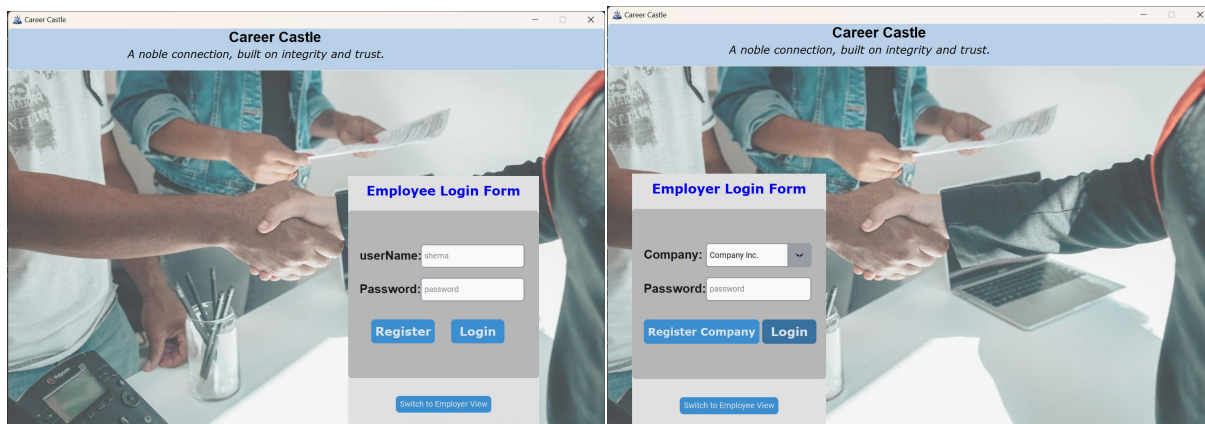 Career Castle
Career Castle
A noble connection, built on integrity and trust.
Employee Login Form
userName: shema
Password: password
Register Login
Switch to Employer View
Career Castle
Career Castle
A noble connection, built on integrity and trust.
Employer Login Form
Company: Company Inc.
Password: password
Register Company Login
Switch to Employee View